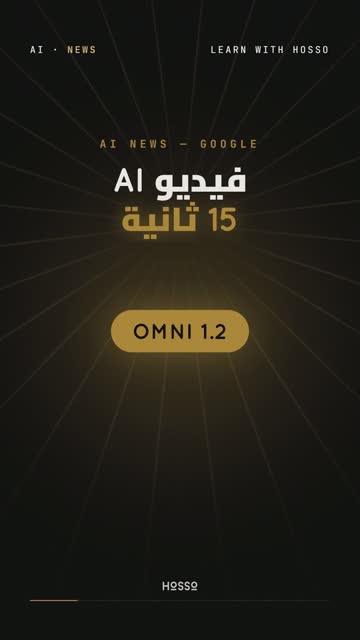 AI · NEWS
LEARN WITH HOSSO
AI NEWS — GOOGLE
فيديو AI
15 ثانية
OMNI 1.2
HOSSO